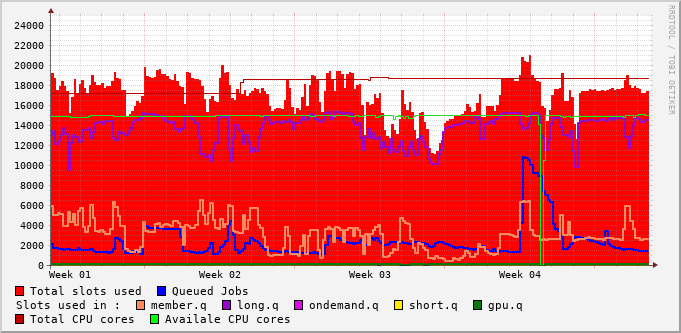 RRDTOOL / TOBI OETIKER
24000
22000
20000
18000
16000
14000
12000
10000
8000
6000
4000
2000
0
Week 01 Week 02 Week 03 Week 04
Total slots used Queued Jobs
Slots used in : member.q long.q ondemand.q short.q gpu.q
Total CPU cores Availale CPU cores